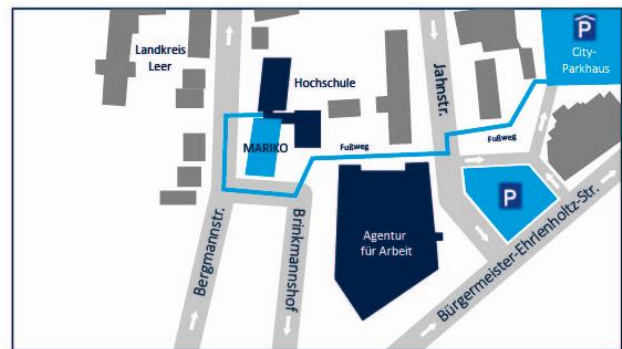 Landkreis
Leer
Hochschule
MARIKO
Fußweg
Jahnstr.
Fußweg
P
City-
Parkhaus
P
Agentur
für Arbeit
Bergmannstr.
Brinkmannshof
Bürgermeister-Ehrlenholtz-Str.